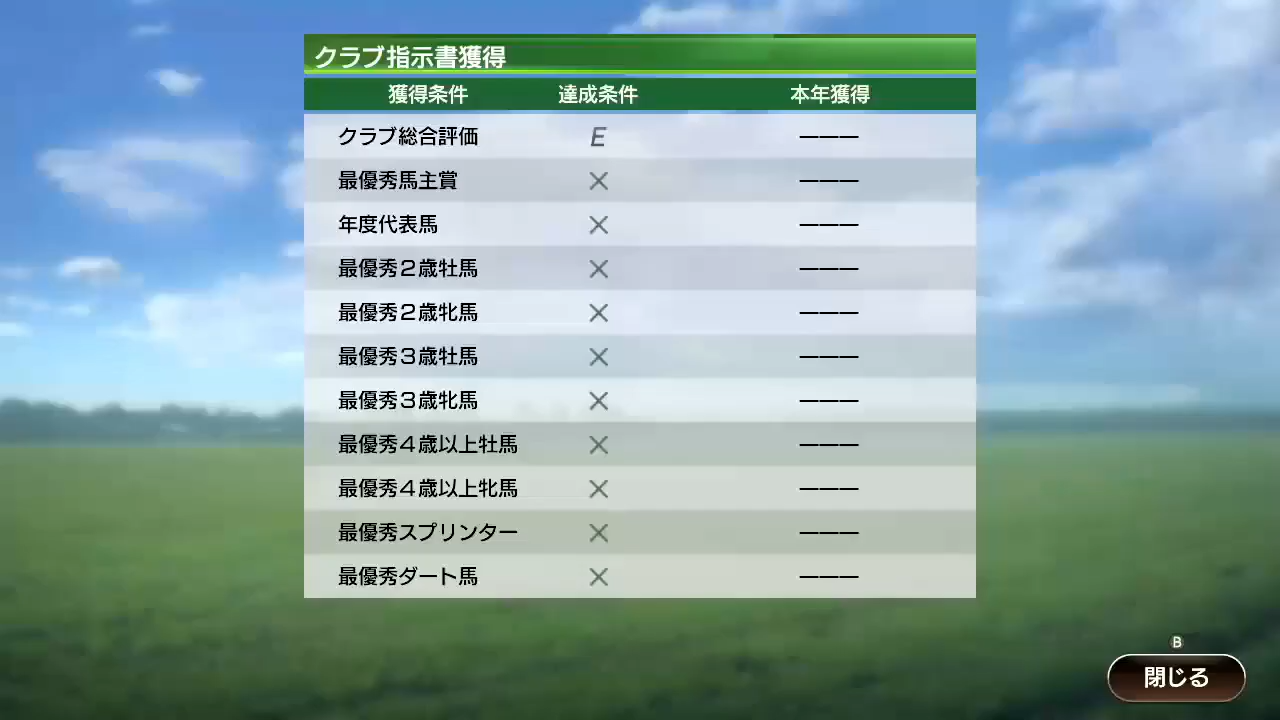 クラブ指示書獲得
獲得条件 達成条件 本年獲得
クラブ総合評価 E ———
最優秀馬主賞 × ———
年度代表馬 × ———
最優秀２歳牡馬 × ———
最優秀２歳牝馬 × ———
最優秀３歳牡馬 × ———
最優秀３歳牝馬 × ———
最優秀４歳以上牡馬 × ———
最優秀４歳以上牝馬 × ———
最優秀スプリンター × ———
最優秀ダート馬 × ———
B
閉じる